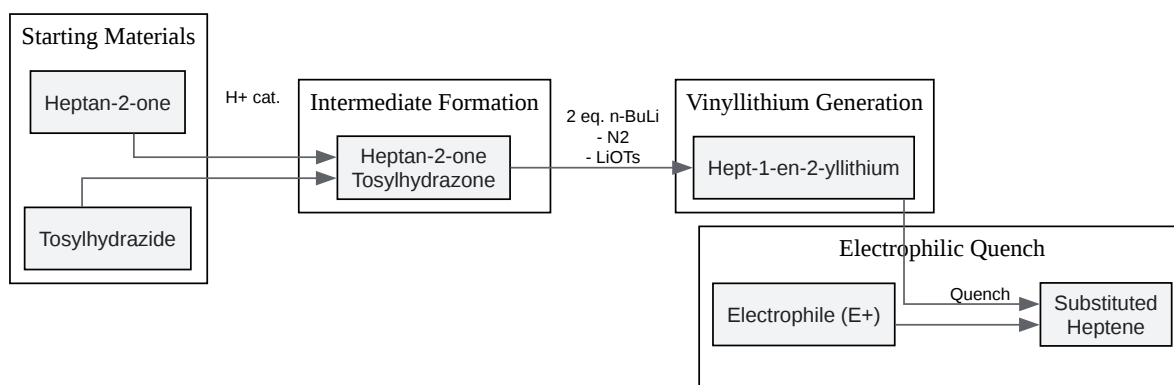 Starting Materials
Heptan-2-one
Tosylhydrazide
H+ cat.
Intermediate Formation
Heptan-2-one
Tosylhydrazone
2 eq. n-BuLi
- N2
- LiOTs
Vinyllithium Generation
Hept-1-en-2-yllithium
Electrophilic Quench
Electrophile (E+)
Quench
Substituted
Heptene